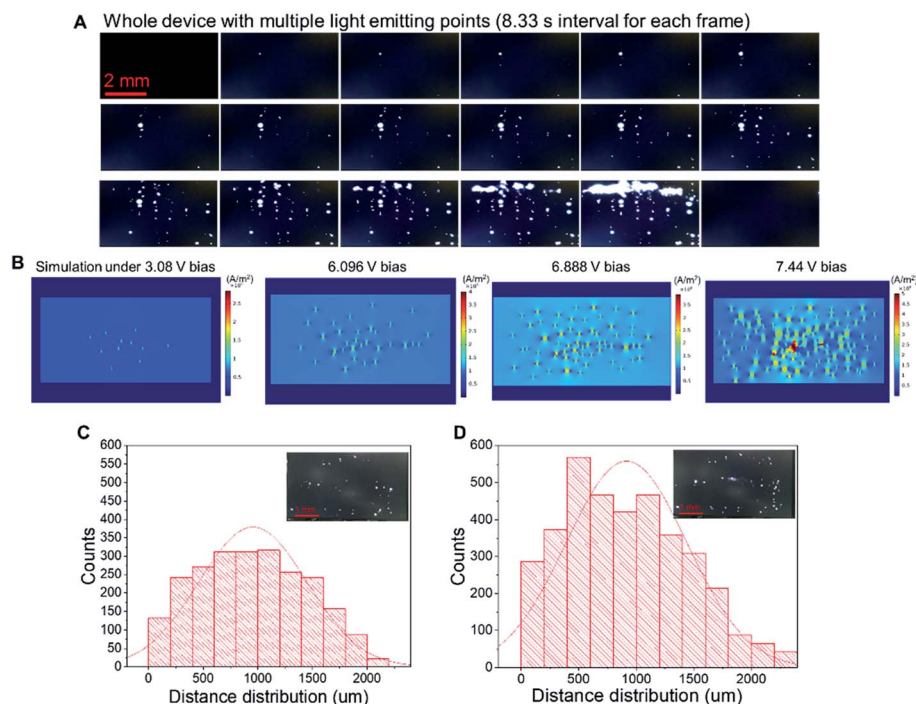 A Whole device with multiple light emitting points (8.33 s interval for each frame)
2 mm
B
Simulation under 3.08 V bias
(A/m²)
6.096 V bias
(A/m²)
6.888 V bias
(A/m²)
7.44 V bias
(A/m²)
2.5
2
1.5
1
0.5
4
3.5
3
2.5
2
1.5
1
0.5
3.5
3
2.5
2
1.5
1
0.5
5
4.5
4
3.5
3
2.5
2
1.5
1
0.5
C
600
550
500
450
400
350
300
250
200
150
100
50
0
Counts
0 500 1000 1500 2000
Distance distribution (um)
D
600
500
400
300
200
100
0
Counts
0 500 1000 1500 2000
Distance distribution (um)